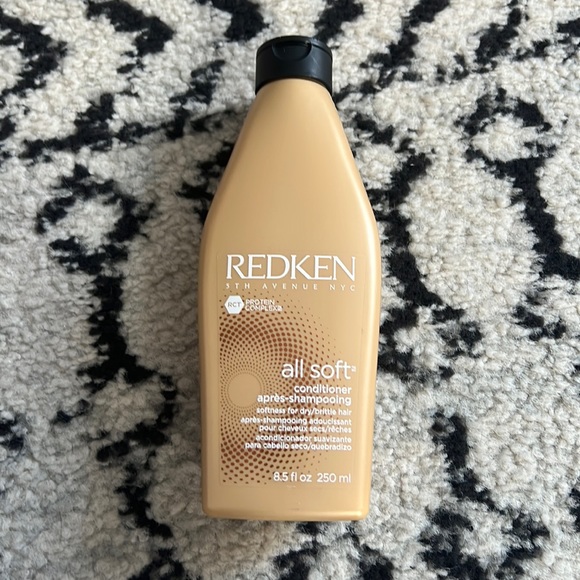 REDKEN
5TH AVENUE NYC
RCT PROTEIN
COMPLEX
all soft
conditioner
après-shampooing
softness for dry/brittle hair
après-shampooing adoucissant
pour cheveux secs/rêches
acondicionador suavizante
para cabello seco/quebradizo
8.5 fl oz 250 ml